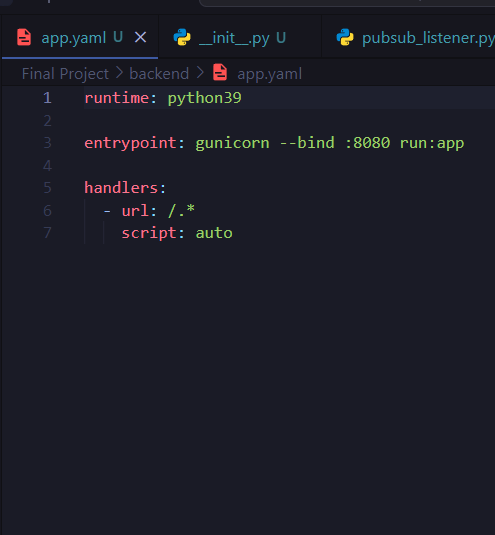 app.yaml U
__init__.py U
pubsub_listener.py
Final Project > backend > app.yaml
1 runtime: python39
2
3 entrypoint: gunicorn --bind :8080 run:app
4
5 handlers:
6 - url: /.*
7 script: auto